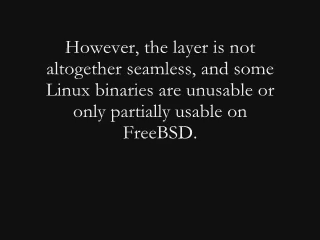 However, the layer is not
altogether seamless, and some
Linux binaries are unusable or
only partially usable on
FreeBSD.